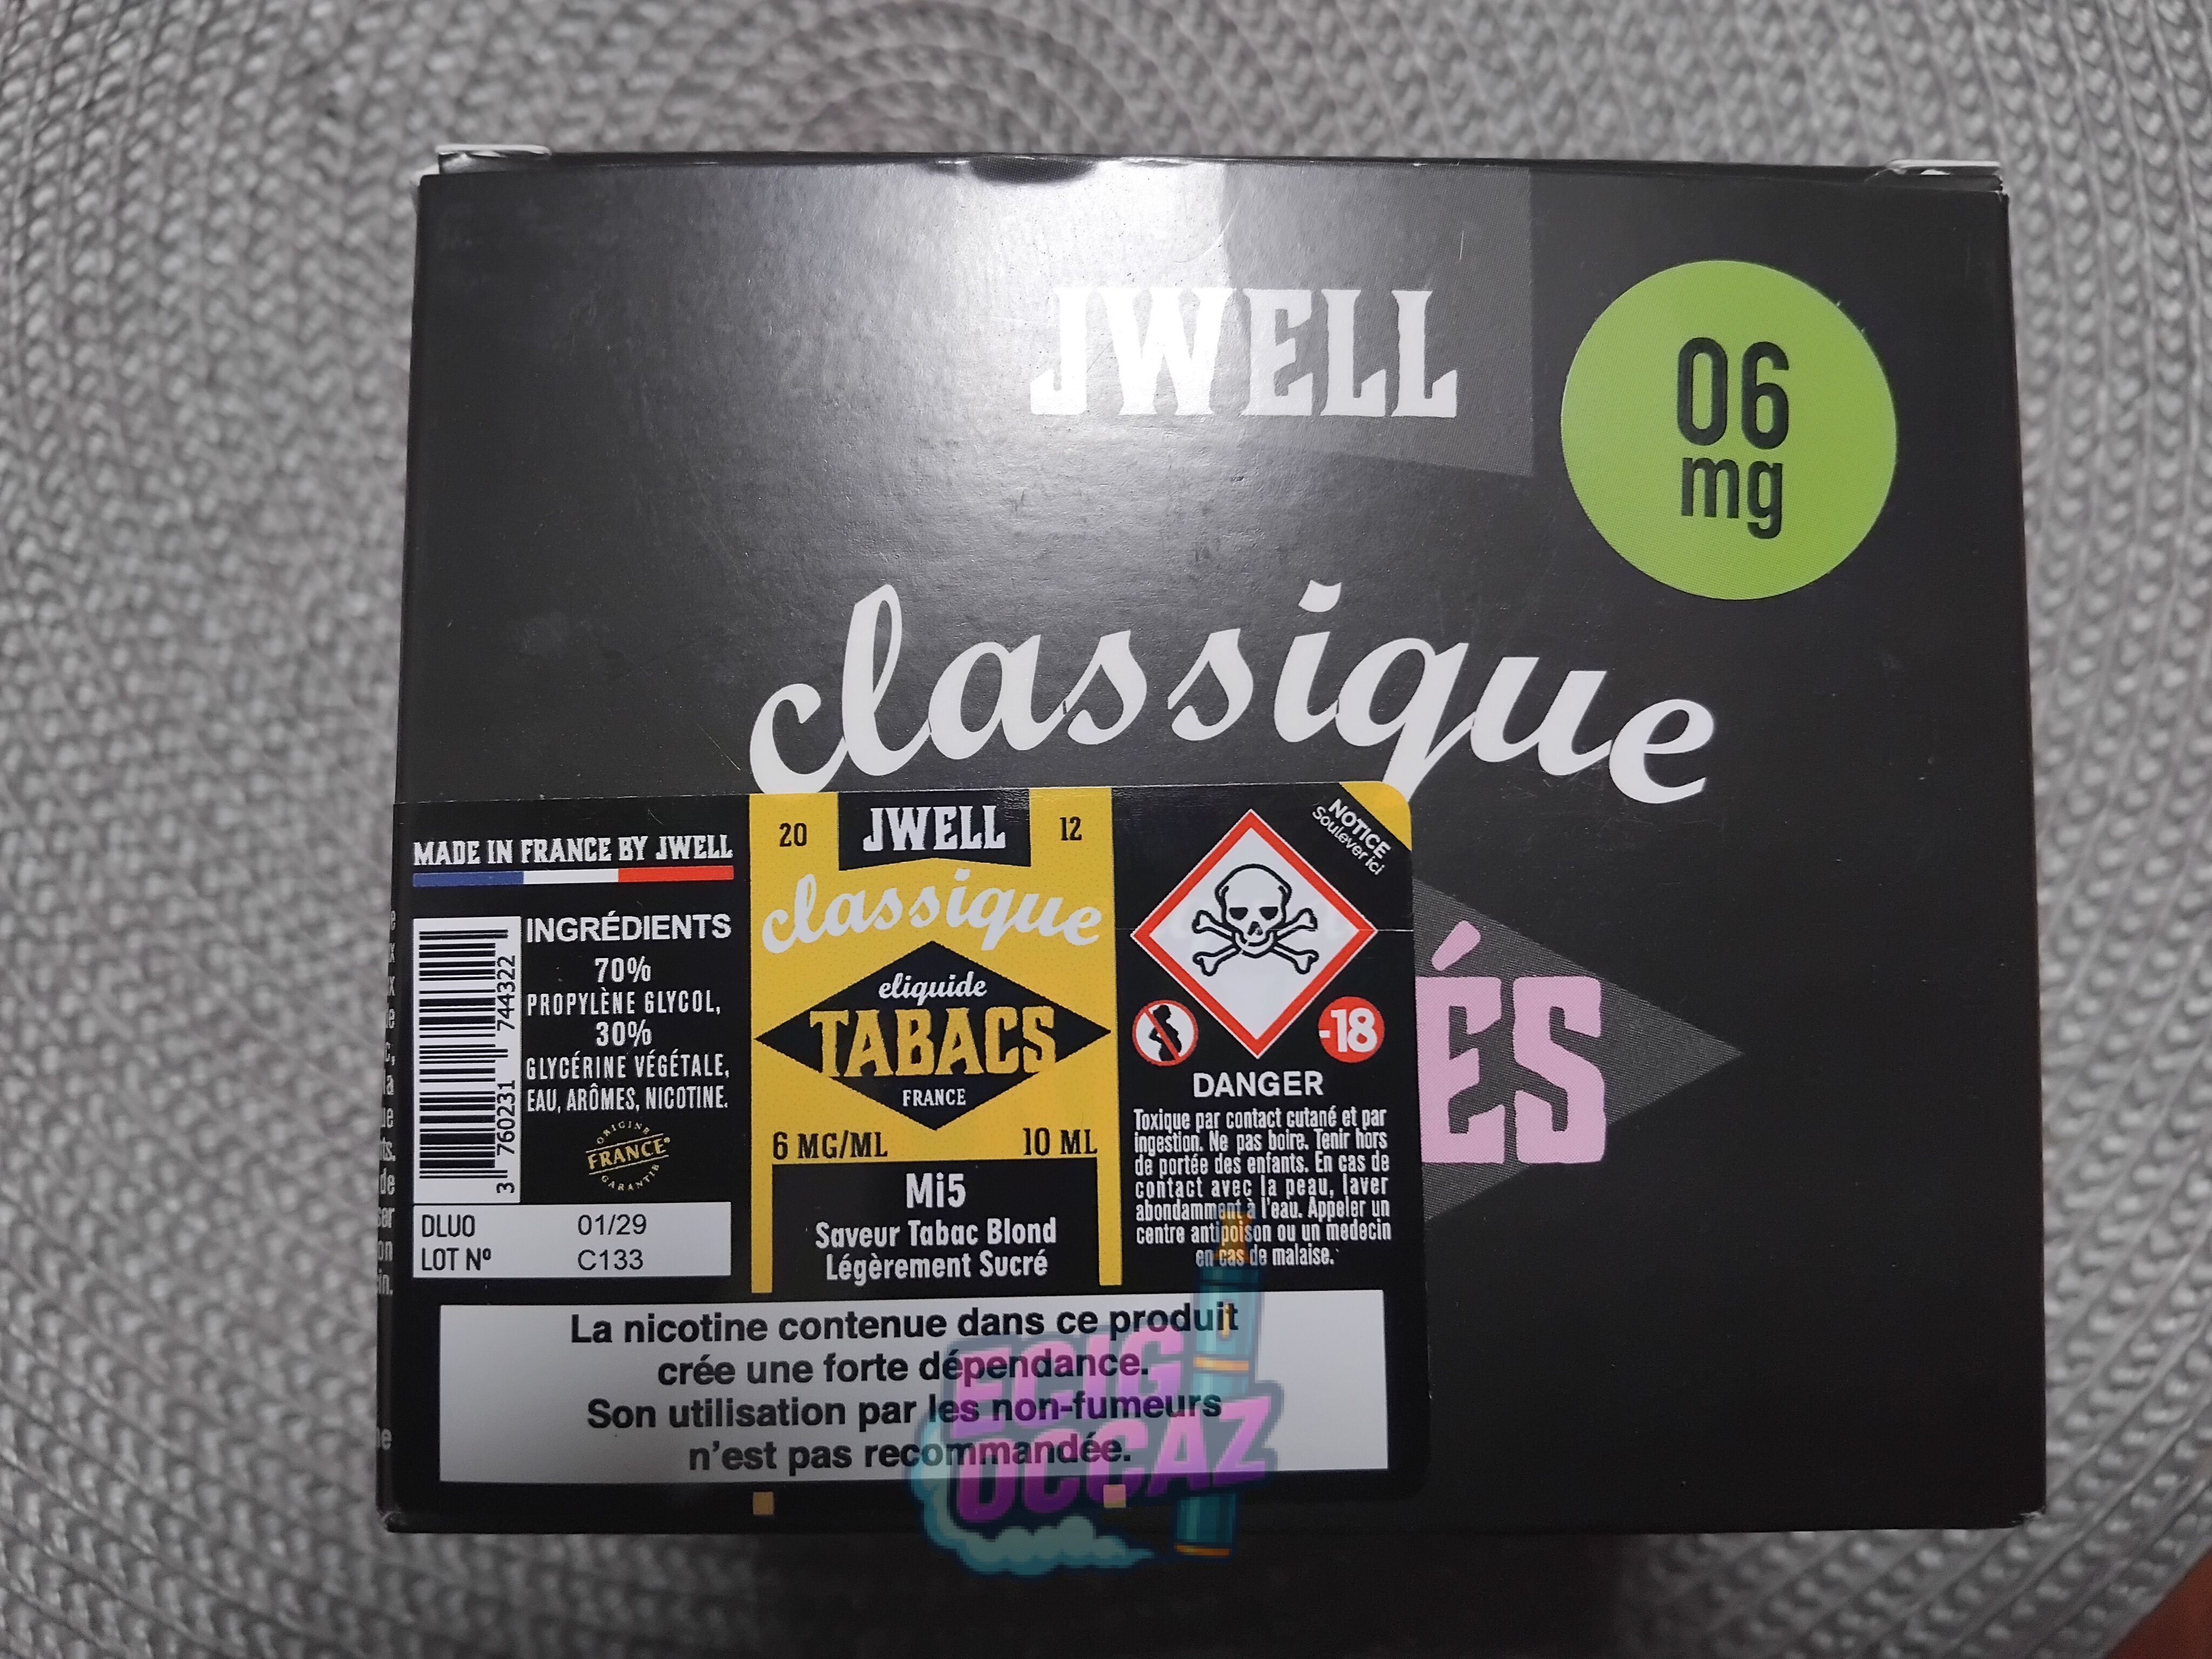 JWELL
06
mg
classique
ÉS
MADE IN FRANCE BY JWELL
INGRÉDIENTS
70%
PROPYLÈNE GLYCOL,
30%
GLYCÉRINE VÉGÉTALE,
EAU, ARÔMES, NICOTINE.
ORIGINE
FRANCE
GARANTIE
3 760231 744322
DLUO 01/29
LOT Nº C133
20 JWELL 12
classique
eliquide
TABACS
FRANCE
6 MG/ML 10 ML
Mi5
Saveur Tabac Blond
Légèrement Sucré
NOTICE
Soulever ici
-18
DANGER
Toxique par contact cutané et par
ingestion. Ne pas boire. Tenir hors
de portée des enfants. En cas de
contact avec la peau, laver
abondamment à l'eau. Appeler un
centre antipoison ou un medecin
en cas de malaise.
La nicotine contenue dans ce produit
crée une forte dépendance.
Son utilisation par les non-fumeurs
n'est pas recommandée.
ECIG
OCCAZ